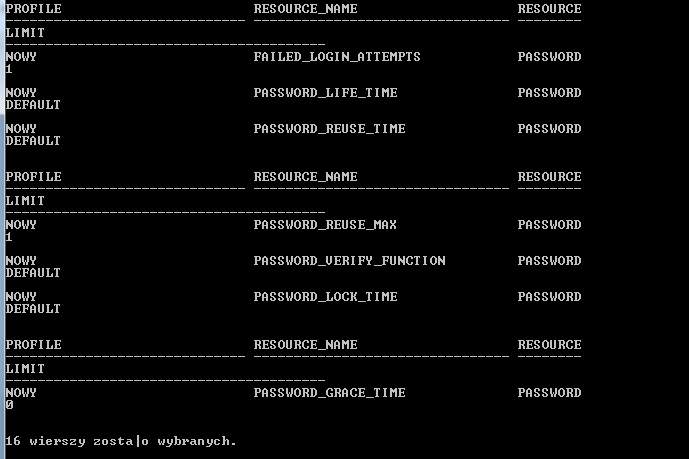 PROFILE RESOURCE_NAME RESOURCE
LIMIT
NOWY FAILED_LOGIN_ATTEMPTS PASSWORD
1
NOWY PASSWORD_LIFE_TIME PASSWORD
DEFAULT
NOWY PASSWORD_REUSE_TIME PASSWORD
DEFAULT
PROFILE RESOURCE_NAME RESOURCE
LIMIT
NOWY PASSWORD_REUSE_MAX PASSWORD
1
NOWY PASSWORD_VERIFY_FUNCTION PASSWORD
DEFAULT
NOWY PASSWORD_LOCK_TIME PASSWORD
DEFAULT
PROFILE RESOURCE_NAME RESOURCE
LIMIT
NOWY PASSWORD_GRACE_TIME PASSWORD
0
16 wierszy zosta|o wybranych.